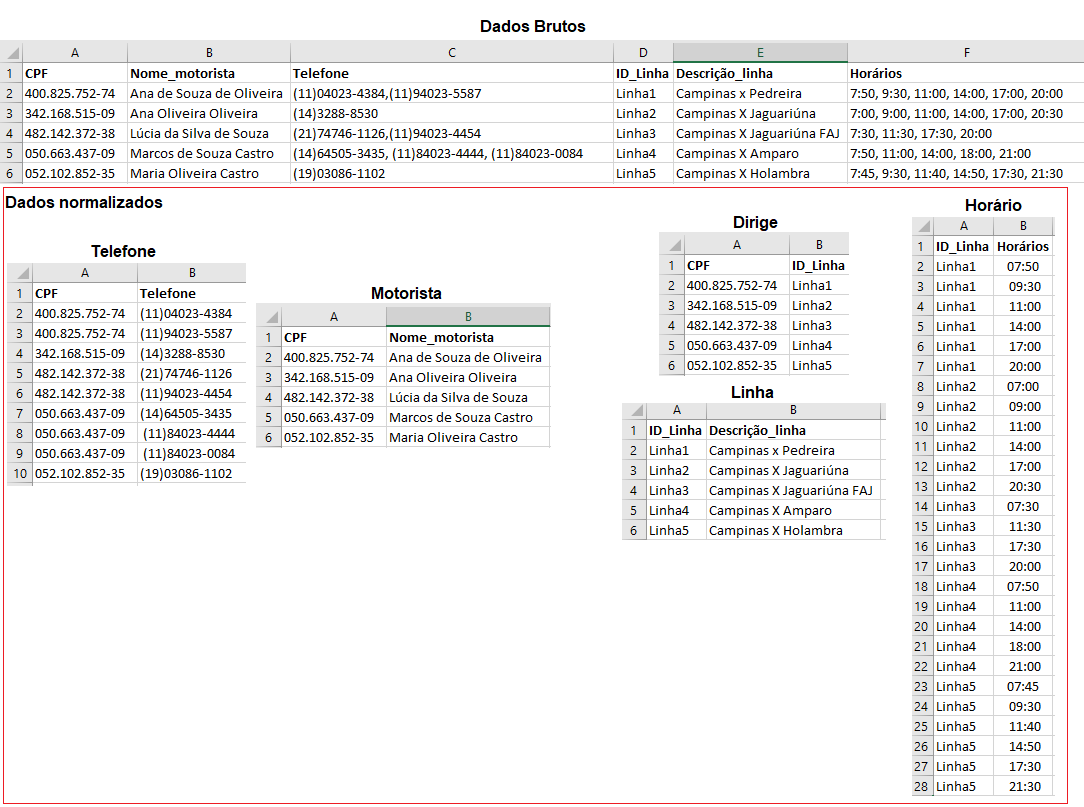 Dados Brutos
A B C D E F
1 CPF Nome_motorista Telefone ID_Linha Descrição_linha Horários
2 400.825.752-74 Ana de Souza de Oliveira (11)04023-4384,(11)94023-5587 Linha1 Campinas x Pedreira 7:50, 9:30, 11:00, 14:00, 17:00, 20:00
3 342.168.515-09 Ana Oliveira Oliveira (14)3288-8530 Linha2 Campinas X Jaguariúna 7:00, 9:00, 11:00, 14:00, 17:00, 20:30
4 482.142.372-38 Lúcia da Silva de Souza (21)74746-1126,(11)94023-4454 Linha3 Campinas X Jaguariúna FAJ 7:30, 11:30, 17:30, 20:00
5 050.663.437-09 Marcos de Souza Castro (14)64505-3435, (11)84023-4444, (11)84023-0084 Linha4 Campinas X Amparo 7:50, 11:00, 14:00, 18:00, 21:00
6 052.102.852-35 Maria Oliveira Castro (19)03086-1102 Linha5 Campinas X Holambra 7:45, 9:30, 11:40, 14:50, 17:30, 21:30
Dados normalizados
Telefone
A B
1 CPF Telefone
2 400.825.752-74 (11)04023-4384
3 400.825.752-74 (11)94023-5587
4 342.168.515-09 (14)3288-8530
5 482.142.372-38 (21)74746-1126
6 482.142.372-38 (11)94023-4454
7 050.663.437-09 (14)64505-3435
8 050.663.437-09 (11)84023-4444
9 050.663.437-09 (11)84023-0084
10 052.102.852-35 (19)03086-1102
Motorista
A B
1 CPF Nome_motorista
2 400.825.752-74 Ana de Souza de Oliveira
3 342.168.515-09 Ana Oliveira Oliveira
4 482.142.372-38 Lúcia da Silva de Souza
5 050.663.437-09 Marcos de Souza Castro
6 052.102.852-35 Maria Oliveira Castro
Dirige
A B
1 CPF ID_Linha
2 400.825.752-74 Linha1
3 342.168.515-09 Linha2
4 482.142.372-38 Linha3
5 050.663.437-09 Linha4
6 052.102.852-35 Linha5
Linha
A B
1 ID_Linha Descrição_linha
2 Linha1 Campinas x Pedreira
3 Linha2 Campinas X Jaguariúna
4 Linha3 Campinas X Jaguariúna FAJ
5 Linha4 Campinas X Amparo
6 Linha5 Campinas X Holambra
Horário
A B
1 ID_Linha Horários
2 Linha1 07:50
3 Linha1 09:30
4 Linha1 11:00
5 Linha1 14:00
6 Linha1 17:00
7 Linha1 20:00
8 Linha2 07:00
9 Linha2 09:00
10 Linha2 11:00
11 Linha2 14:00
12 Linha2 17:00
13 Linha2 20:30
14 Linha3 07:30
15 Linha3 11:30
16 Linha3 17:30
17 Linha3 20:00
18 Linha4 07:50
19 Linha4 11:00
20 Linha4 14:00
21 Linha4 18:00
22 Linha4 21:00
23 Linha5 07:45
24 Linha5 09:30
25 Linha5 11:40
26 Linha5 14:50
27 Linha5 17:30
28 Linha5 21:30